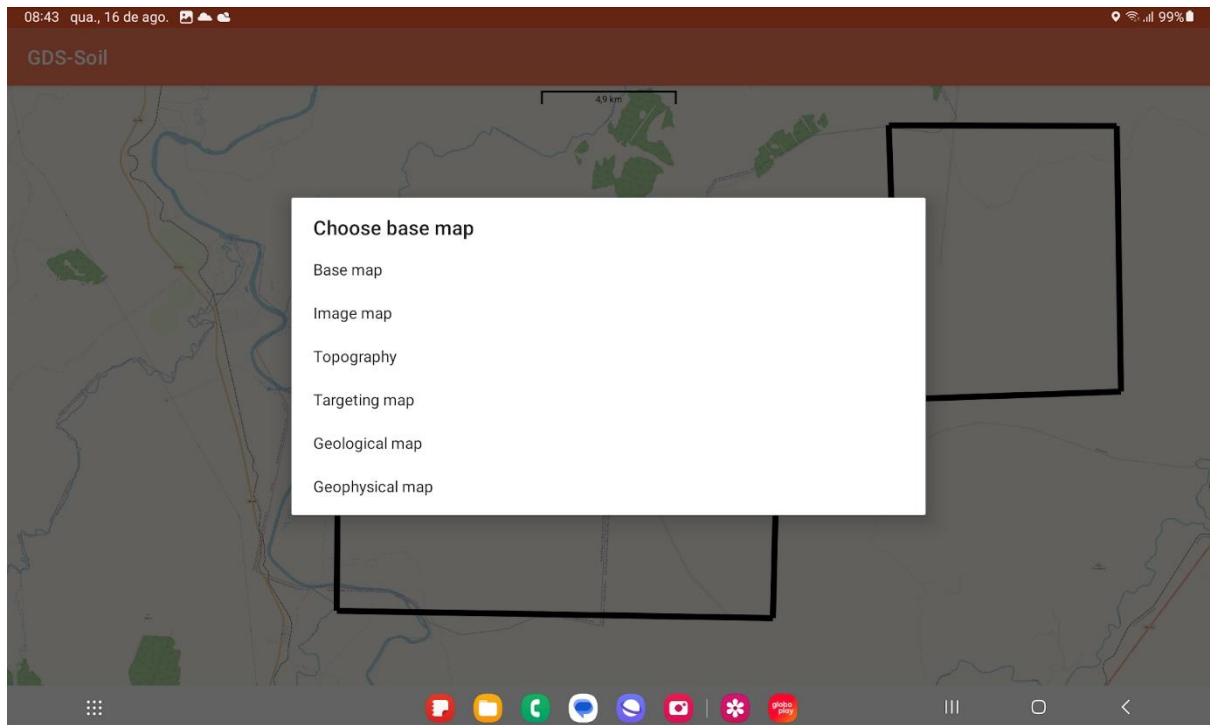 08:43 qua., 16 de ago. 99%
GDS-Soil
4,9 km
Choose base map
Base map
Image map
Topography
Targeting map
Geological map
Geophysical map
globo
play